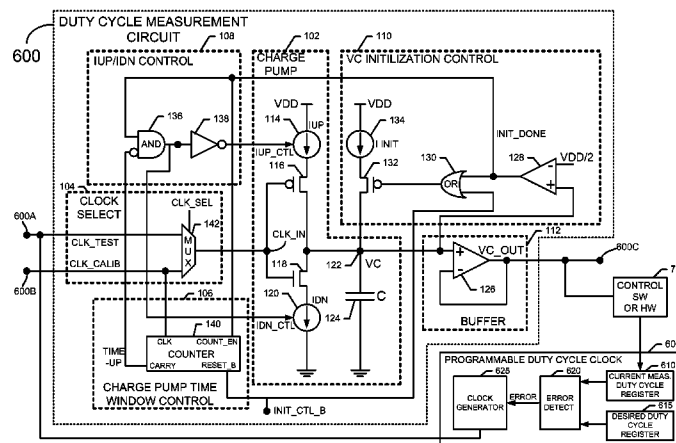 DUTY CYCLE MEASUREMENT
CIRCUIT
600
108
102
110
IUP/IDN CONTROL
CHARGE
PUMP
VC INITILIZATION CONTROL
VDD
VDD
136
138
114
IUP
134
I INIT
INIT_DONE
AND
IUP_CTL
116
132
130
OR
128
VDD/2
104
CLOCK
SELECT
CLK_SEL
142
600A
CLK_TEST
MUX
CLK_IN
112
VC_OUT
600C
CLK_CALIB
118
122
VC
600B
126
106
120
IDN
C
124
BUFFER
CONTROL
SW
OR HW
140
IDN_CTL
CLK
COUNT_EN
TIME
-UP
COUNTER
CARRY
RESET_B
PROGRAMMABLE DUTY CYCLE CLOCK
CHARGE PUMP TIME
WINDOW CONTROL
INIT_CTL_B
625
620
610
CLOCK
GENERATOR
ERROR
ERROR
DETECT
CURRENT MEAS.
DUTY CYCLE
REGISTER
615
DESIRED DUTY
CYCLE
REGISTER